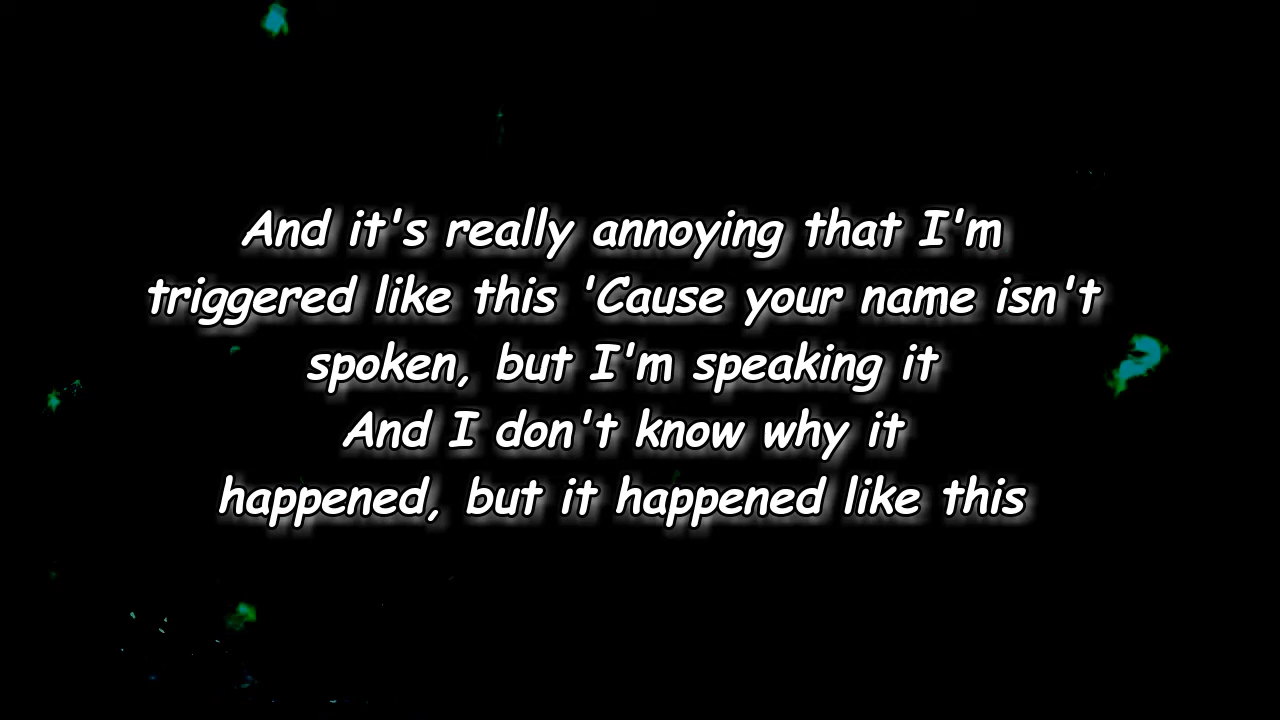 And it's really annoying that I'm
triggered like this 'Cause your name isn't
spoken, but I'm speaking it
And I don't know why it
happened, but it happened like this